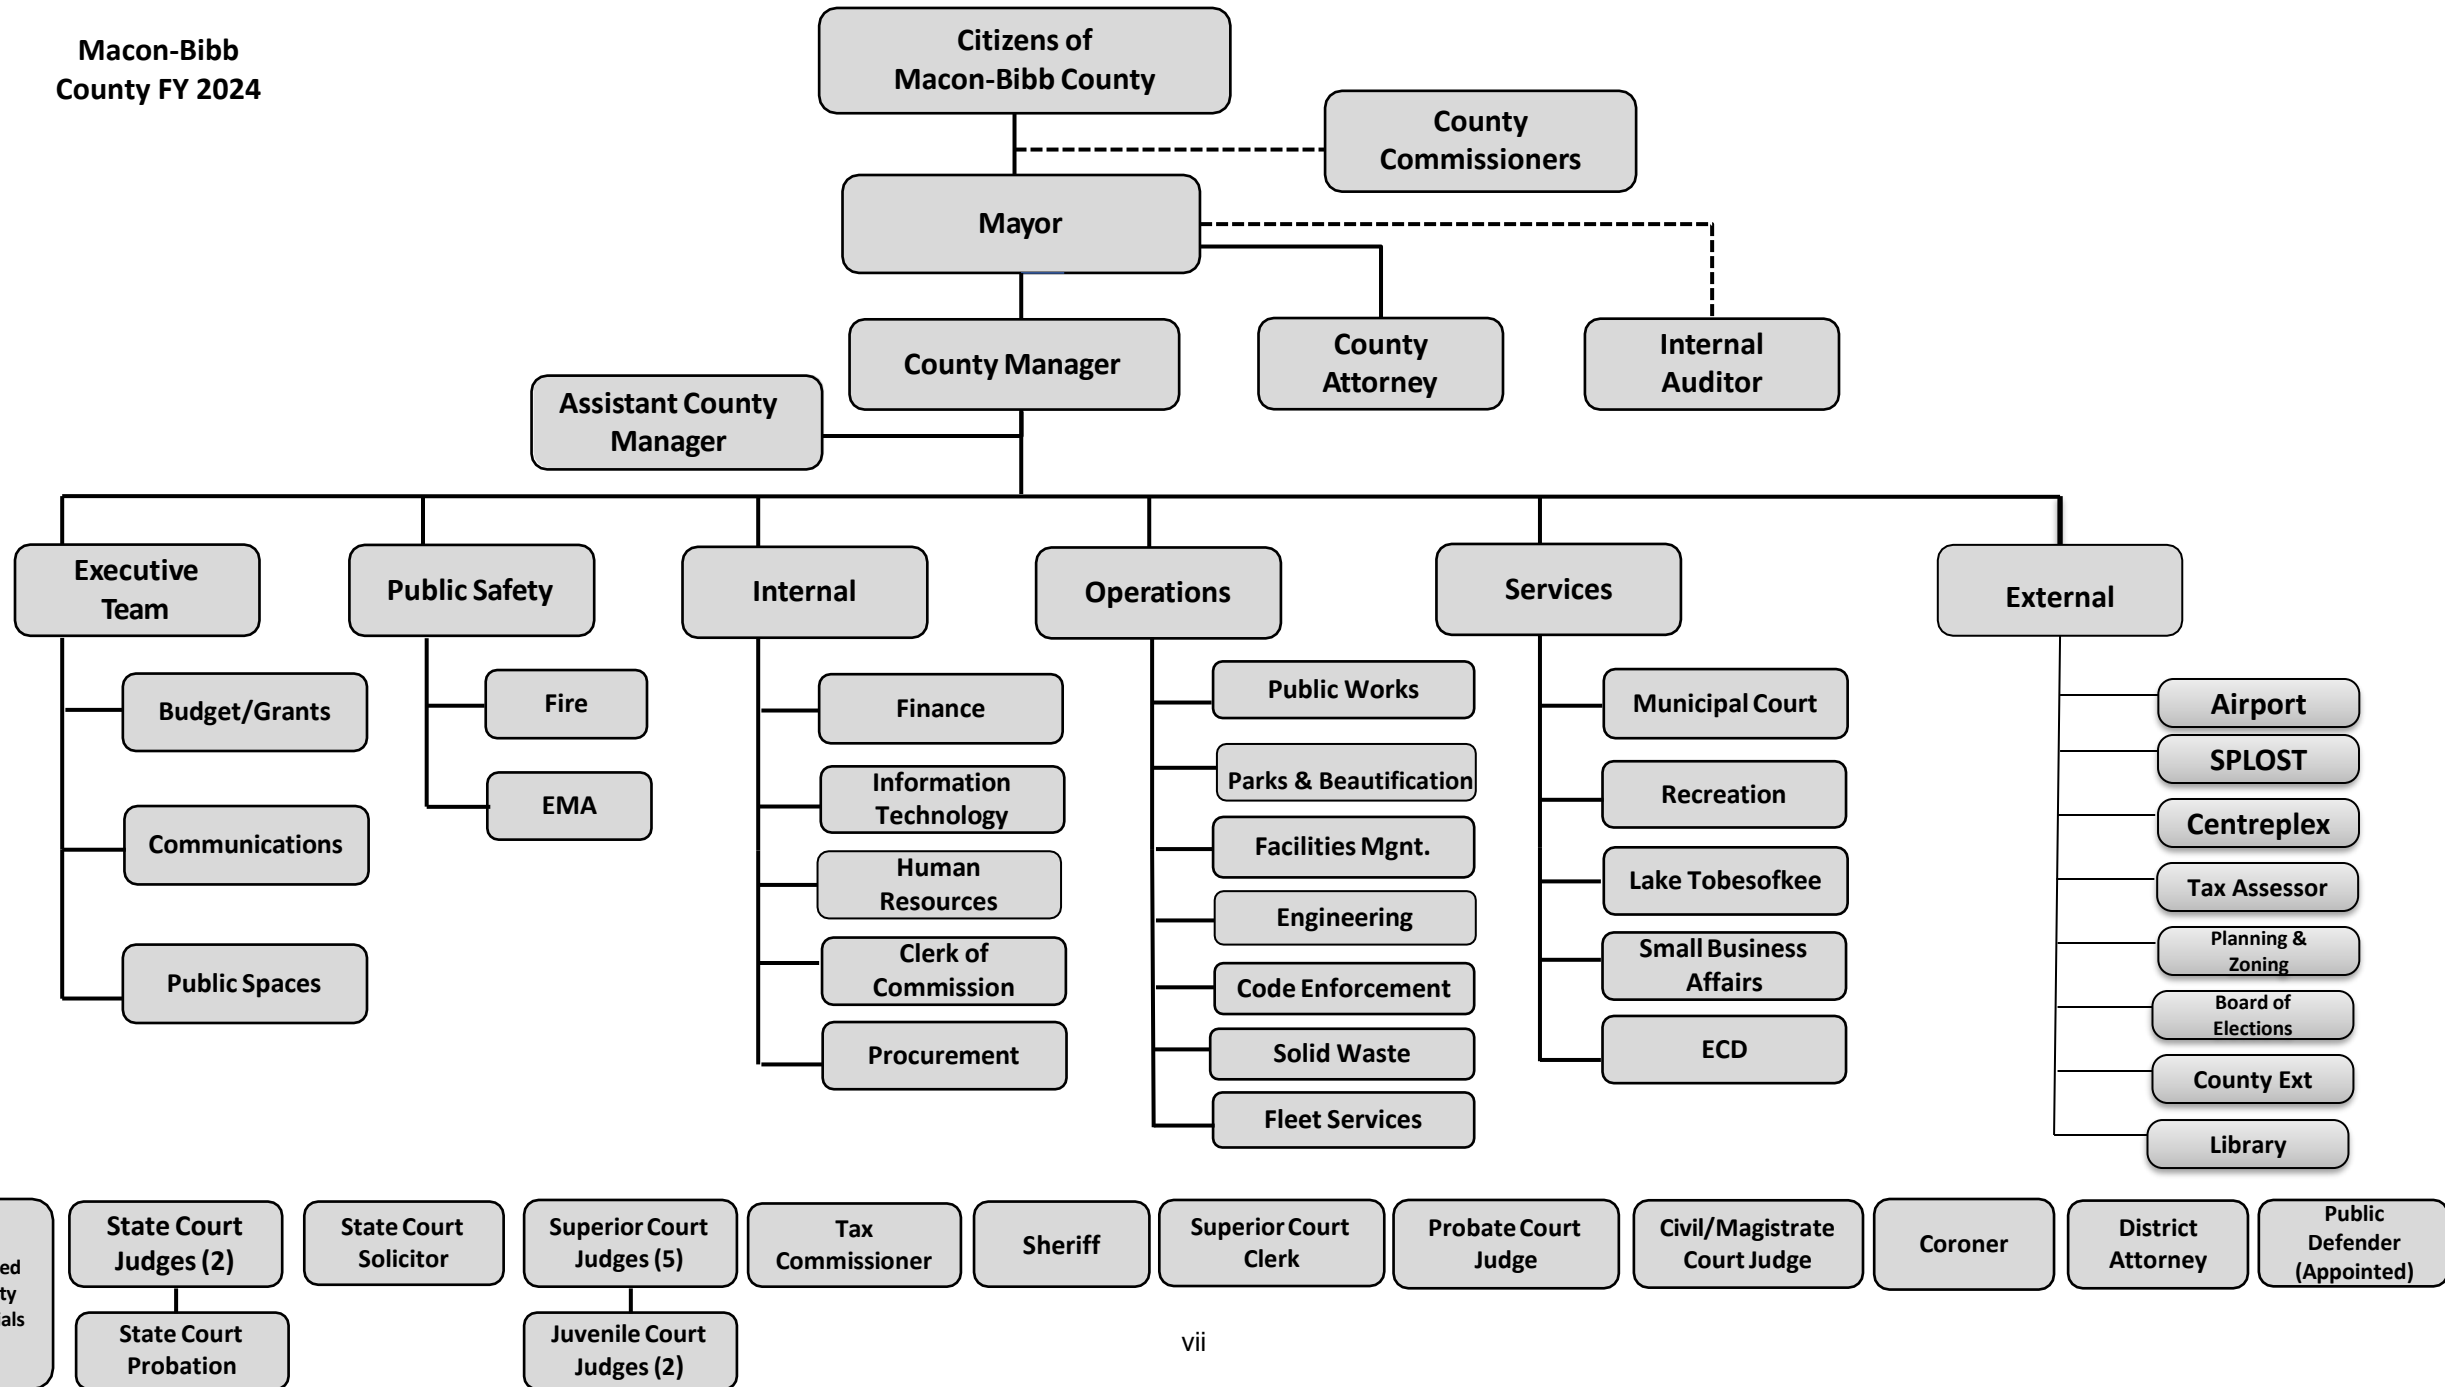 Macon-Bibb
County FY 2024
Citizens of
Macon-Bibb County
County
Commissioners
Mayor
County Manager
County
Attorney
Internal
Auditor
Assistant County
Manager
Executive
Team
Public Safety
Internal
Operations
Services
External
Budget/Grants
Communications
Public Spaces
Fire
EMA
Finance
Information
Technology
Human
Resources
Clerk of
Commission
Procurement
Public Works
Parks & Beautification
Facilities Mgnt.
Engineering
Code Enforcement
Solid Waste
Fleet Services
Municipal Court
Recreation
Lake Tobesofkee
Small Business
Affairs
ECD
Airport
SPLOST
Centreplex
Tax Assessor
Planning &
Zoning
Board of
Elections
County Ext
Library
State Court
Judges (2)
State Court
Solicitor
Superior Court
Judges (5)
Tax
Commissioner
Sheriff
Superior Court
Clerk
Probate Court
Judge
Civil/Magistrate
Court Judge
Coroner
District
Attorney
Public
Defender
(Appointed)
State Court
Probation
Juvenile Court
Judges (2)
vii